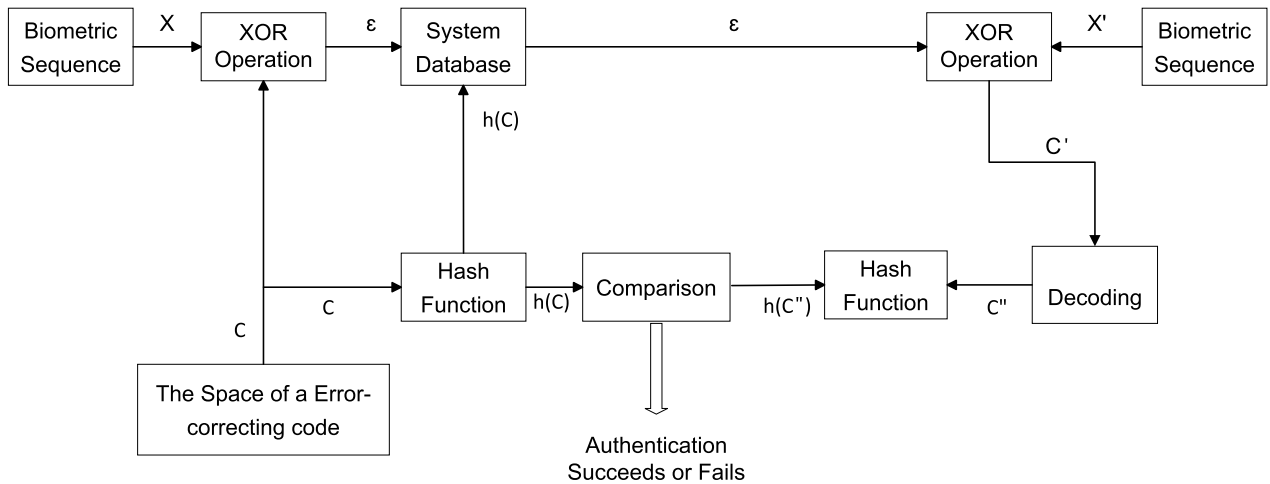 Biometric
Sequence
X
XOR
Operation
ε
System
Database
ε
XOR
Operation
X'
Biometric
Sequence
h(C)
C'
Hash
Function
h(C)
Comparison
h(C")
Hash
Function
C"
Decoding
C
C
The Space of a Error-
correcting code
Authentication
Succeeds or Fails